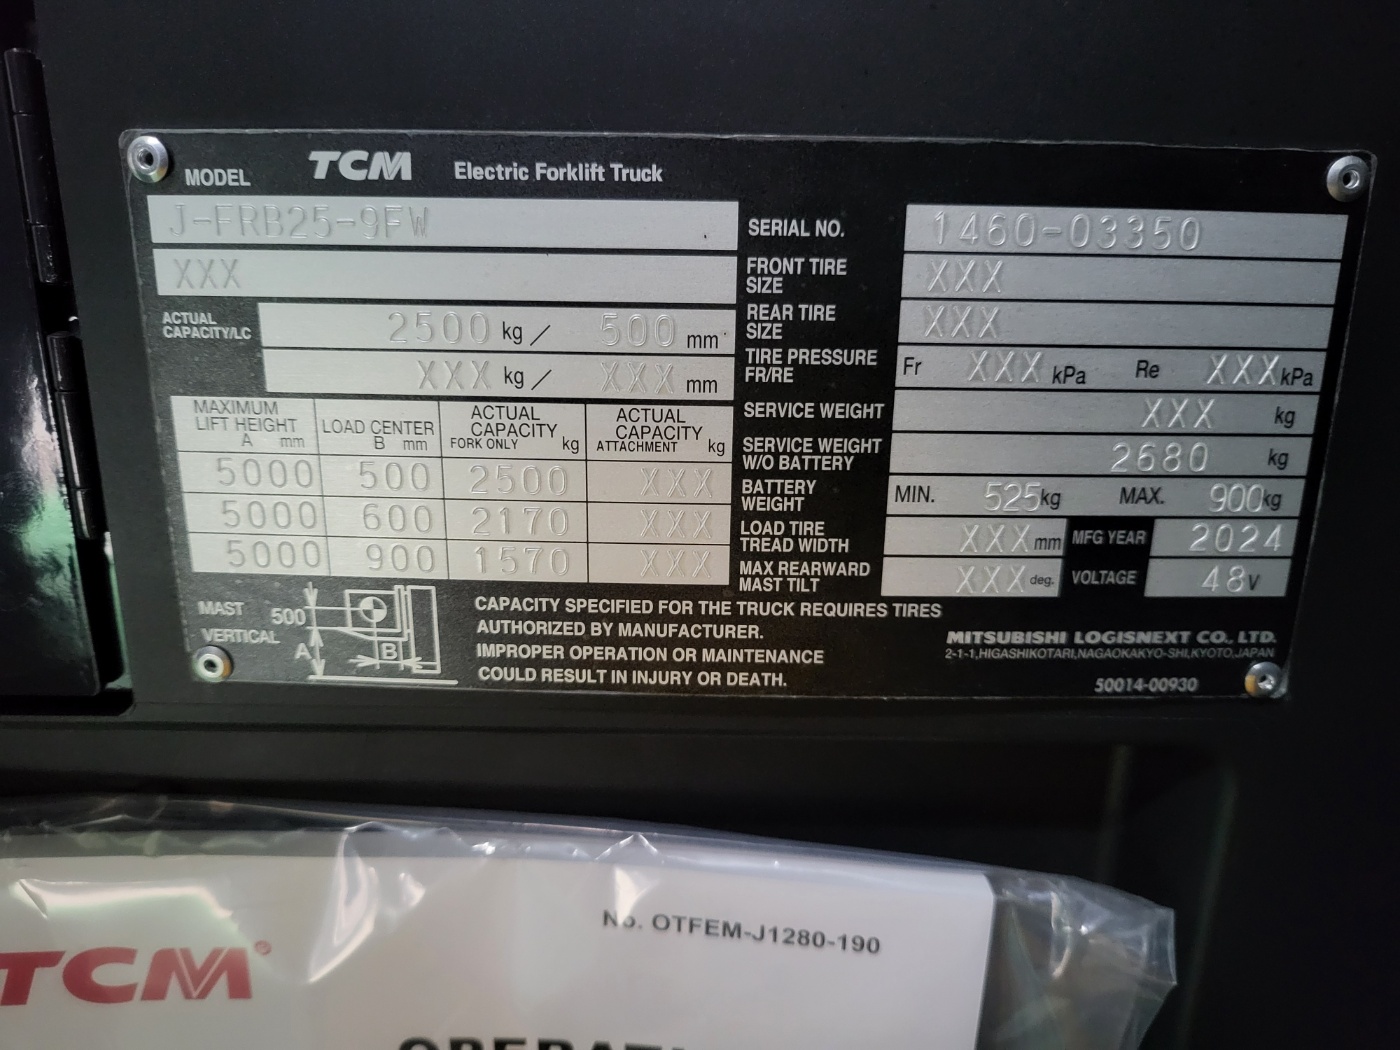 MODEL TCM Electric Forklift Truck
J-FRB25-9FW
XXX
ACTUAL CAPACITY/LC 2500 kg / 500 mm
XXX kg / XXX mm
MAXIMUM LIFT HEIGHT A mm LOAD CENTER B mm ACTUAL CAPACITY FORK ONLY kg ACTUAL CAPACITY ATTACHMENT kg
5000 500 2500 XXX
5000 600 2170 XXX
5000 900 1570 XXX
SERIAL NO. 1460-03350
FRONT TIRE SIZE XXX
REAR TIRE SIZE XXX
TIRE PRESSURE FR/RE Fr XXX kPa Re XXX kPa
SERVICE WEIGHT XXX kg
SERVICE WEIGHT W/O BATTERY 2680 kg
BATTERY WEIGHT MIN. 525 kg MAX. 900 kg
LOAD TIRE TREAD WIDTH XXX mm MFG YEAR 2024
MAX REARWARD MAST TILT XXX deg. VOLTAGE 48 V
MAST VERTICAL 500 A B
CAPACITY SPECIFIED FOR THE TRUCK REQUIRES TIRES
AUTHORIZED BY MANUFACTURER.
IMPROPER OPERATION OR MAINTENANCE
COULD RESULT IN INJURY OR DEATH.
MITSUBISHI LOGISNEXT CO., LTD.
2-1-1,HIGASHIKOTARI,NAGAOKAKYO-SHI,KYOTO,JAPAN
50014-00930
No. OTFEM-J1280-190
TCM®